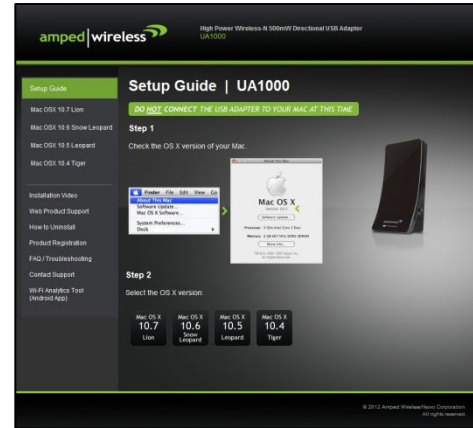 amped wireless
High Power Wireless-N 500mW Directional USB Adapter
UA1000
Setup Guide
Mac OSX 10.7 Lion
Mac OSX 10.6 Snow Leopard
Mac OSX 10.5 Leopard
Mac OSX 10.4 Tiger
Installation Video
Web Product Support
How to Uninstall
Product Registration
FAQ / Troubleshooting
Contact Support
Wi-Fi Analytics Tool
(Android App)
Setup Guide | UA1000
DO NOT CONNECT THE USB ADAPTER TO YOUR MAC AT THIS TIME
Step 1
Check the OS X version of your Mac.
Finder File Edit View Go
About This Mac
Software Update...
Mac OS X Software...
System Preferences...
Dock
About This Mac
Mac OS X
Software Update...
Processor
Memory
More Info...
Step 2
Select the OS X version:
Mac OS X
10.7
Lion
Mac OS X
10.6
Snow
Leopard
Mac OS X
10.5
Leopard
Mac OS X
10.4
Tiger
© 2012 Amped Wireless/Newo Corporation
All rights reserved.